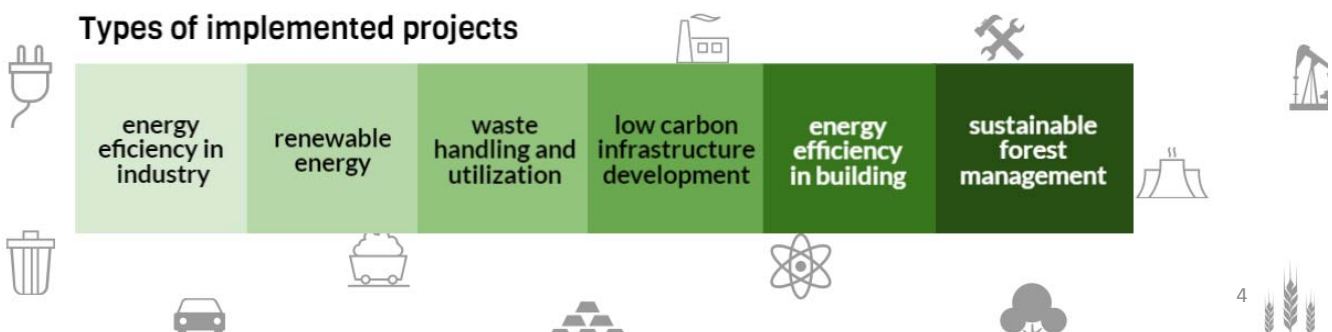 Types of implemented projects
energy
eficiency in
industry
renewable
energy
waste
handling and
utilization
low carbon
infrastructure
development
energy
efficiency
in building
sustainable
forest
management
4